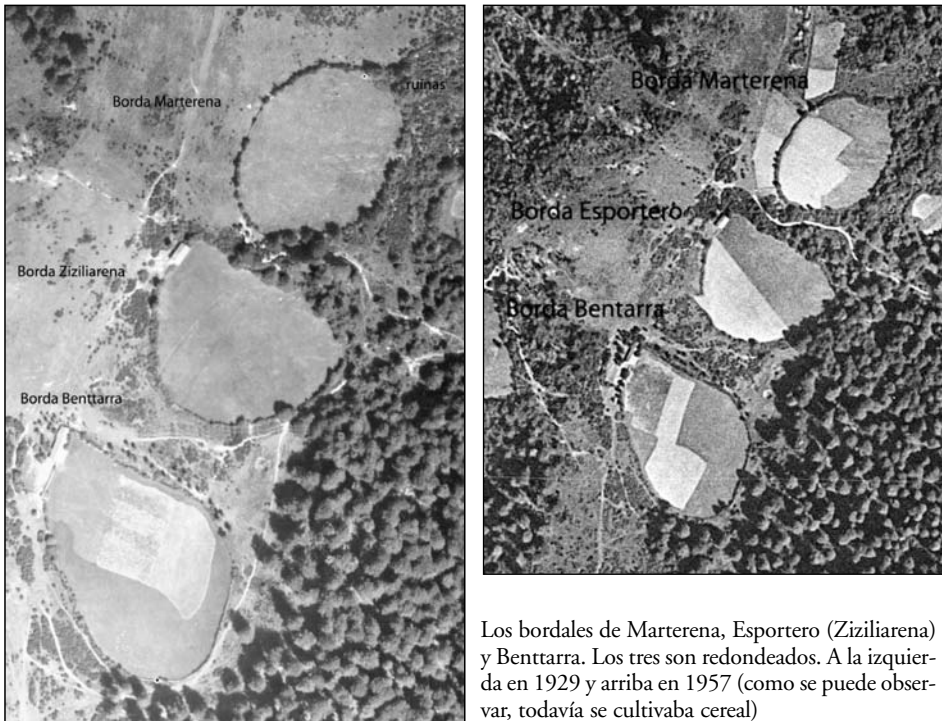 Borda Marterena
ruinas
Borda Ziziliarena
Borda Benttarra
Borda Marterena
Borda Esportero
Borda Bentarra
Los bordales de Marterena, Esportero (Ziziliarena)
y Benttarra. Los tres son redondeados. A la izquier-
da en 1929 y arriba en 1957 (como se puede obser-
var, todavía se cultivaba cereal)